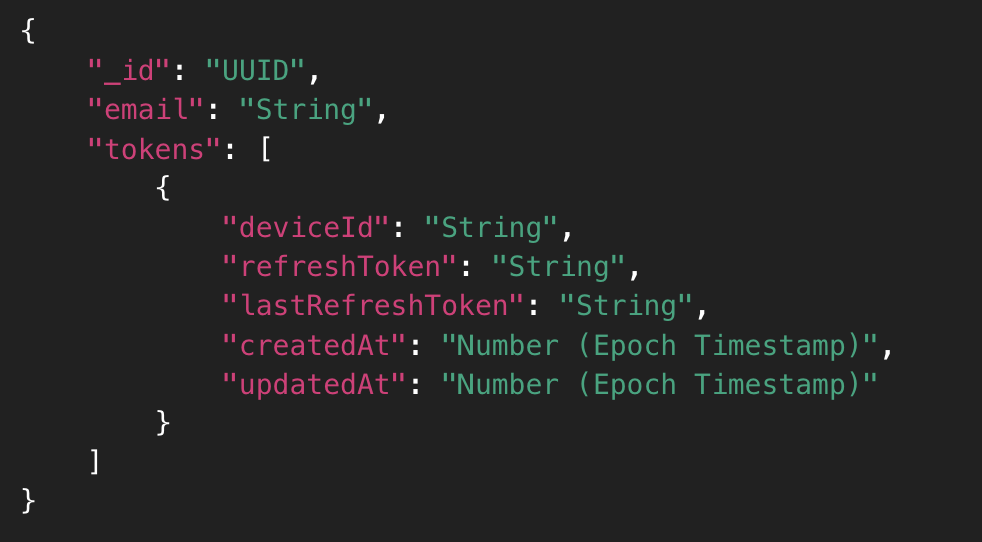 {
    "_id": "UUID",
    "email": "String",
    "tokens": [
        {
            "deviceId": "String",
            "refreshToken": "String",
            "lastRefreshToken": "String",
            "createdAt": "Number (Epoch Timestamp)",
            "updatedAt": "Number (Epoch Timestamp)"
        }
    ]
}